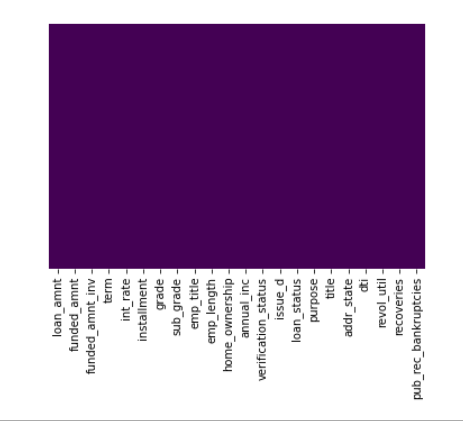 loan_amnt
funded_amnt
funded_amnt_inv
term
int_rate
installment
grade
sub_grade
emp_title
emp_length
home_ownership
annual_inc
verification_status
issue_d
loan_status
purpose
title
addr_state
dti
revol_util
recoveries
pub_rec_bankruptcies